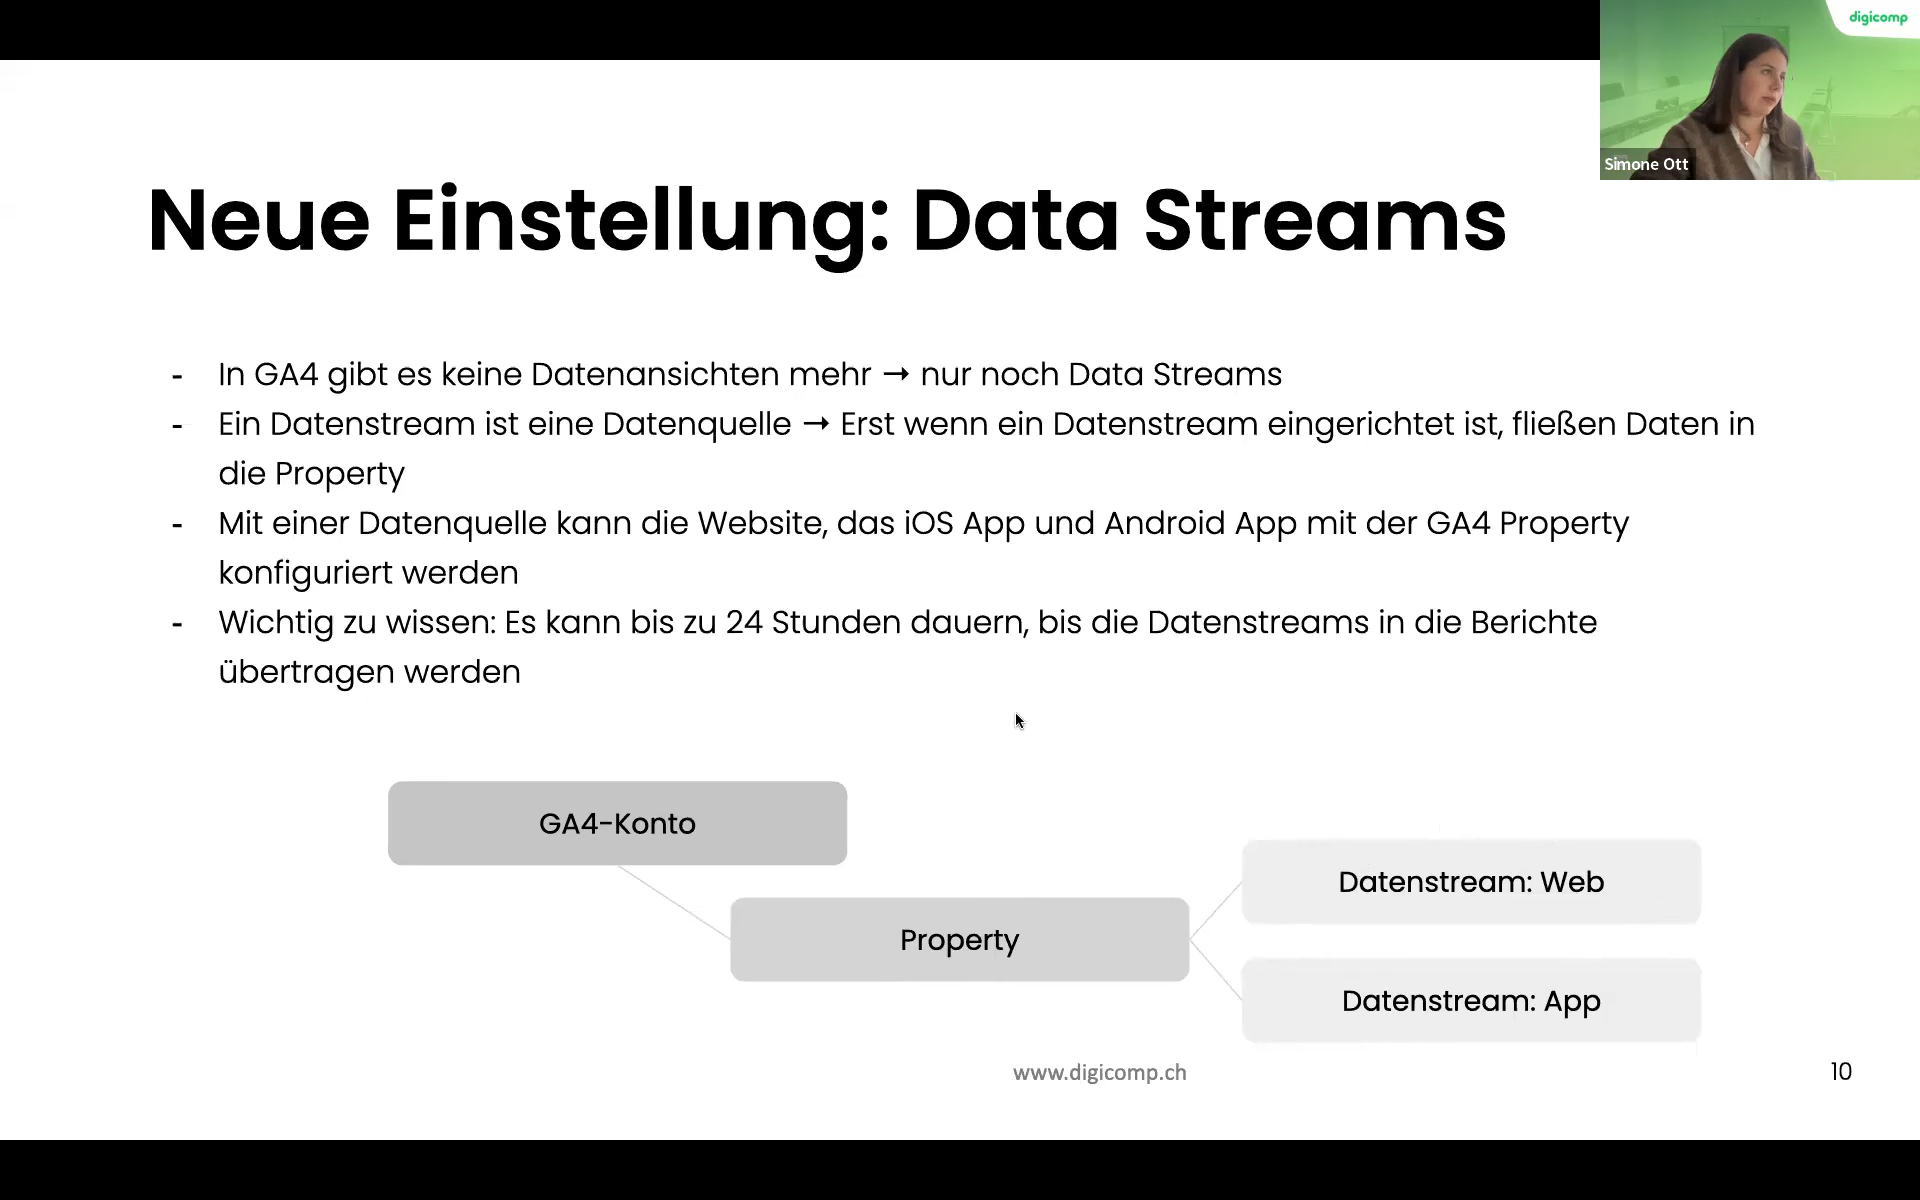 digicomp
Simone Ott
Neue Einstellung: Data Streams
- In GA4 gibt es keine Datenansichten mehr → nur noch Data Streams
- Ein Datenstream ist eine Datenquelle → Erst wenn ein Datenstream eingerichtet ist, fließen Daten in
die Property
- Mit einer Datenquelle kann die Website, das iOS App und Android App mit der GA4 Property
konfiguriert werden
- Wichtig zu wissen: Es kann bis zu 24 Stunden dauern, bis die Datenstreams in die Berichte
übertragen werden
GA4-Konto
Property
Datenstream: Web
Datenstream: App
www.digicomp.ch
10